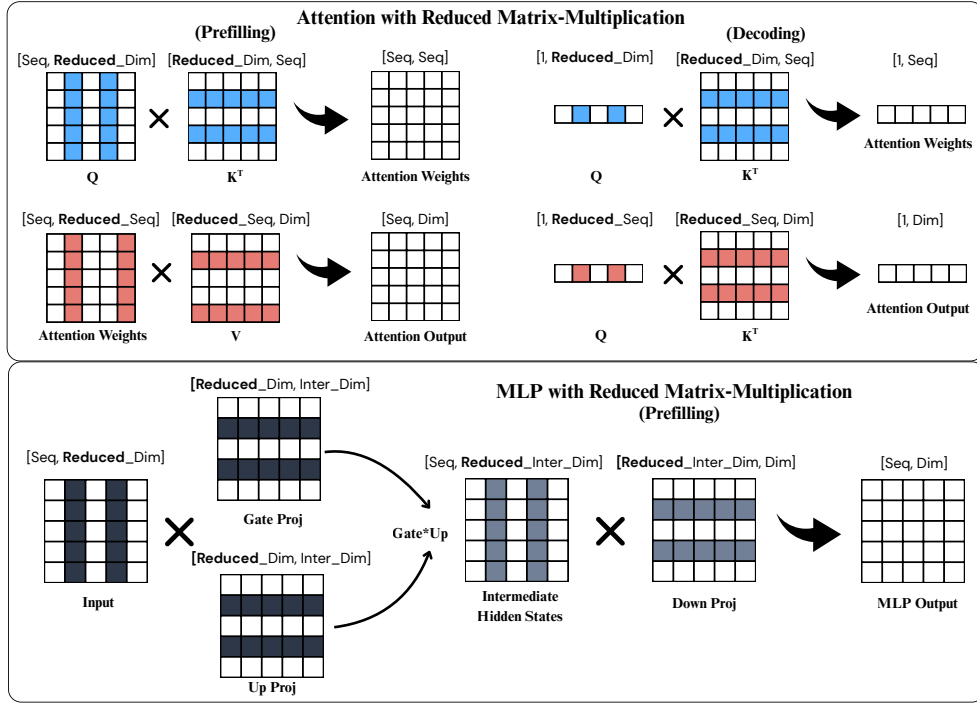 Attention with Reduced Matrix-Multiplication
(Prefilling)
(Decoding)
[Seq, Reduced_Dim]
[Reduced_Dim, Seq]
[Seq, Seq]
[1, Reduced_Dim]
[Reduced_Dim, Seq]
[1, Seq]
Q
K^T
Attention Weights
Q
K^T
Attention Weights
[Seq, Reduced_Seq]
[Reduced_Seq, Dim]
[Seq, Dim]
[1, Reduced_Seq]
[Reduced_Seq, Dim]
[1, Dim]
Attention Weights
V
Attention Output
Q
K^T
Attention Output
MLP with Reduced Matrix-Multiplication
(Prefilling)
[Reduced_Dim, Inter_Dim]
[Seq, Reduced_Dim]
[Seq, Reduced_Inter_Dim]
[Reduced_Inter_Dim, Dim]
[Seq, Dim]
Gate Proj
Gate*Up
[Reduced_Dim, Inter_Dim]
Input
Intermediate
Hidden States
Down Proj
MLP Output
Up Proj